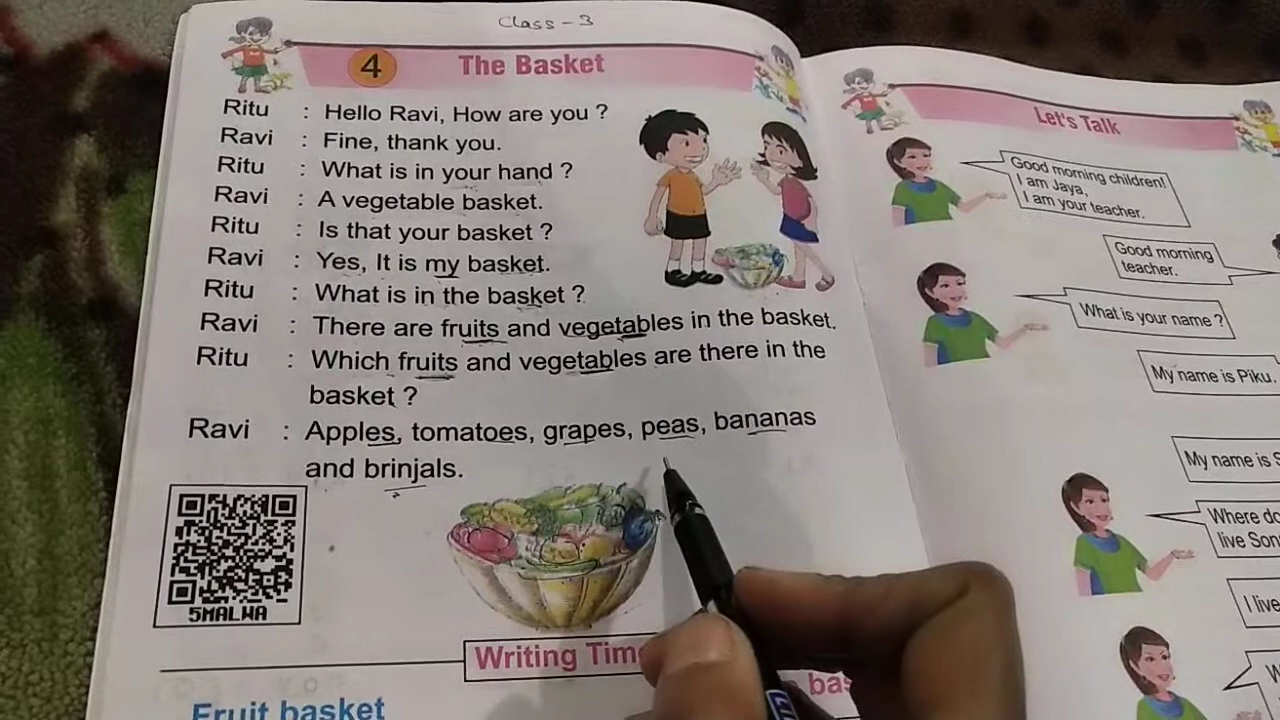 Class - 3
4 The Basket
Ritu : Hello Ravi, How are you ?
Ravi : Fine, thank you.
Ritu : What is in your hand ?
Ravi : A vegetable basket.
Ritu : Is that your basket ?
Ravi : Yes, It is my basket.
Ritu : What is in the basket ?
Ravi : There are fruits and vegetables in the basket.
Ritu : Which fruits and vegetables are there in the
basket ?
Ravi : Apples, tomatoes, grapes, peas, bananas
and brinjals.
5MALWA
Writing
Fruit basket
Let's Talk
Good morning children!
I am Jaya,
I am your teacher.
Good morning
teacher.
What is your name ?
My name is Piku.
My name is
Where
live
I live